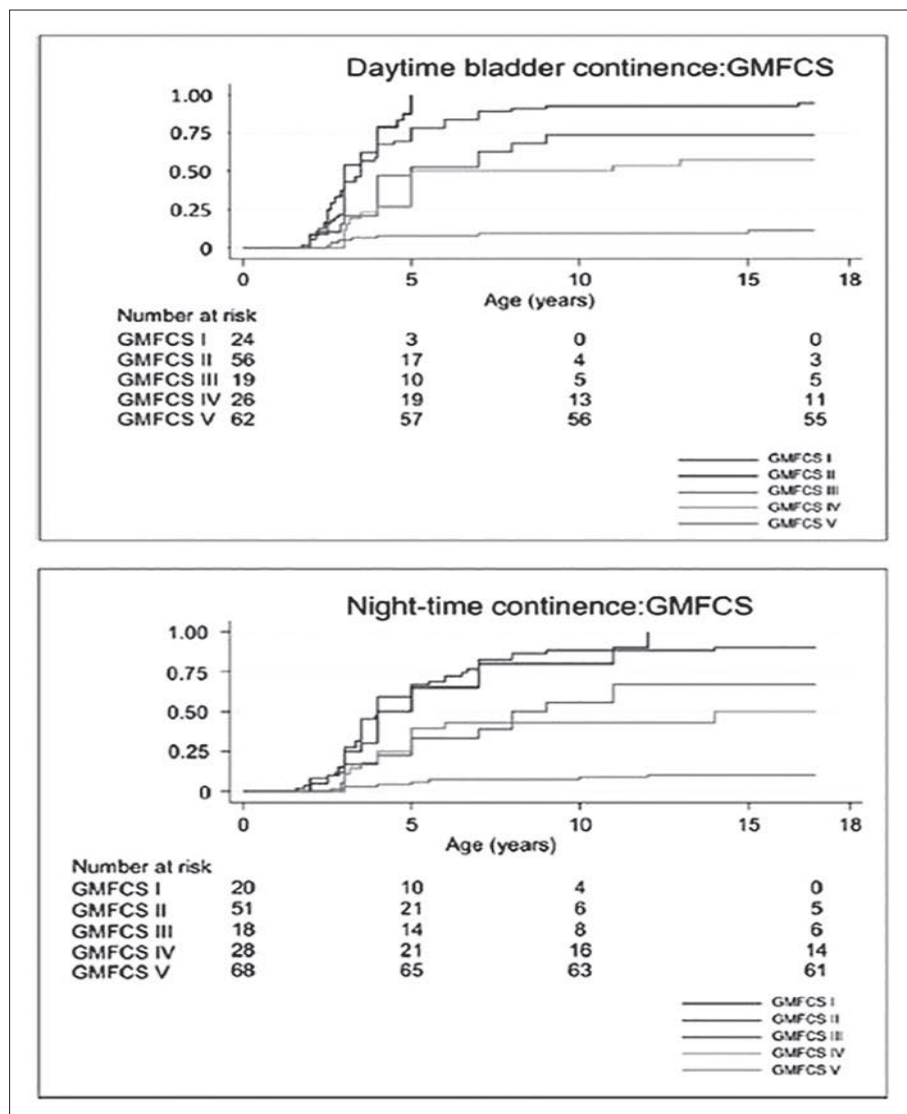 Daytime bladder continence:GMFCS
1.00
0.75
0.50
0.25
0
0 5 10 15 18
Age (years)
Number at risk
GMFCS I 24 3 0 0
GMFCS II 56 17 4 3
GMFCS III 19 10 5 5
GMFCS IV 26 19 13 11
GMFCS V 62 57 56 55
GMFCS I
GMFCS II
GMFCS III
GMFCS IV
GMFCS V
Night-time continence:GMFCS
1.00
0.75
0.50
0.25
0
0 5 10 15 18
Age (years)
Number at risk
GMFCS I 20 10 4 0
GMFCS II 51 21 6 5
GMFCS III 18 14 8 6
GMFCS IV 28 21 16 14
GMFCS V 68 65 63 61
GMFCS I
GMFCS II
GMFCS III
GMFCS IV
GMFCS V